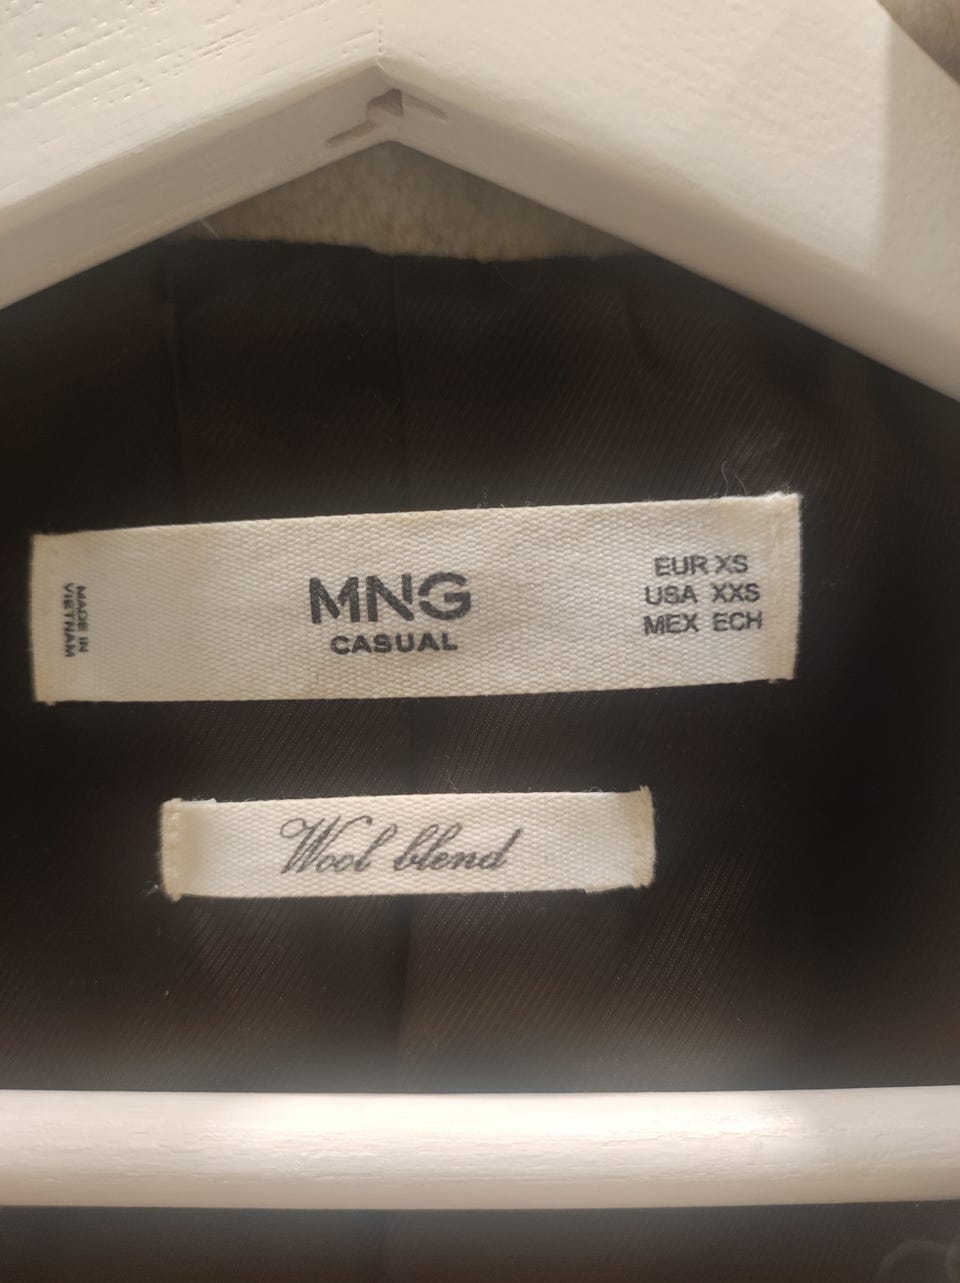 MADE IN
VIETNAM
MNG
CASUAL
EUR XS
USA XXS
MEX ECH
Wool blend